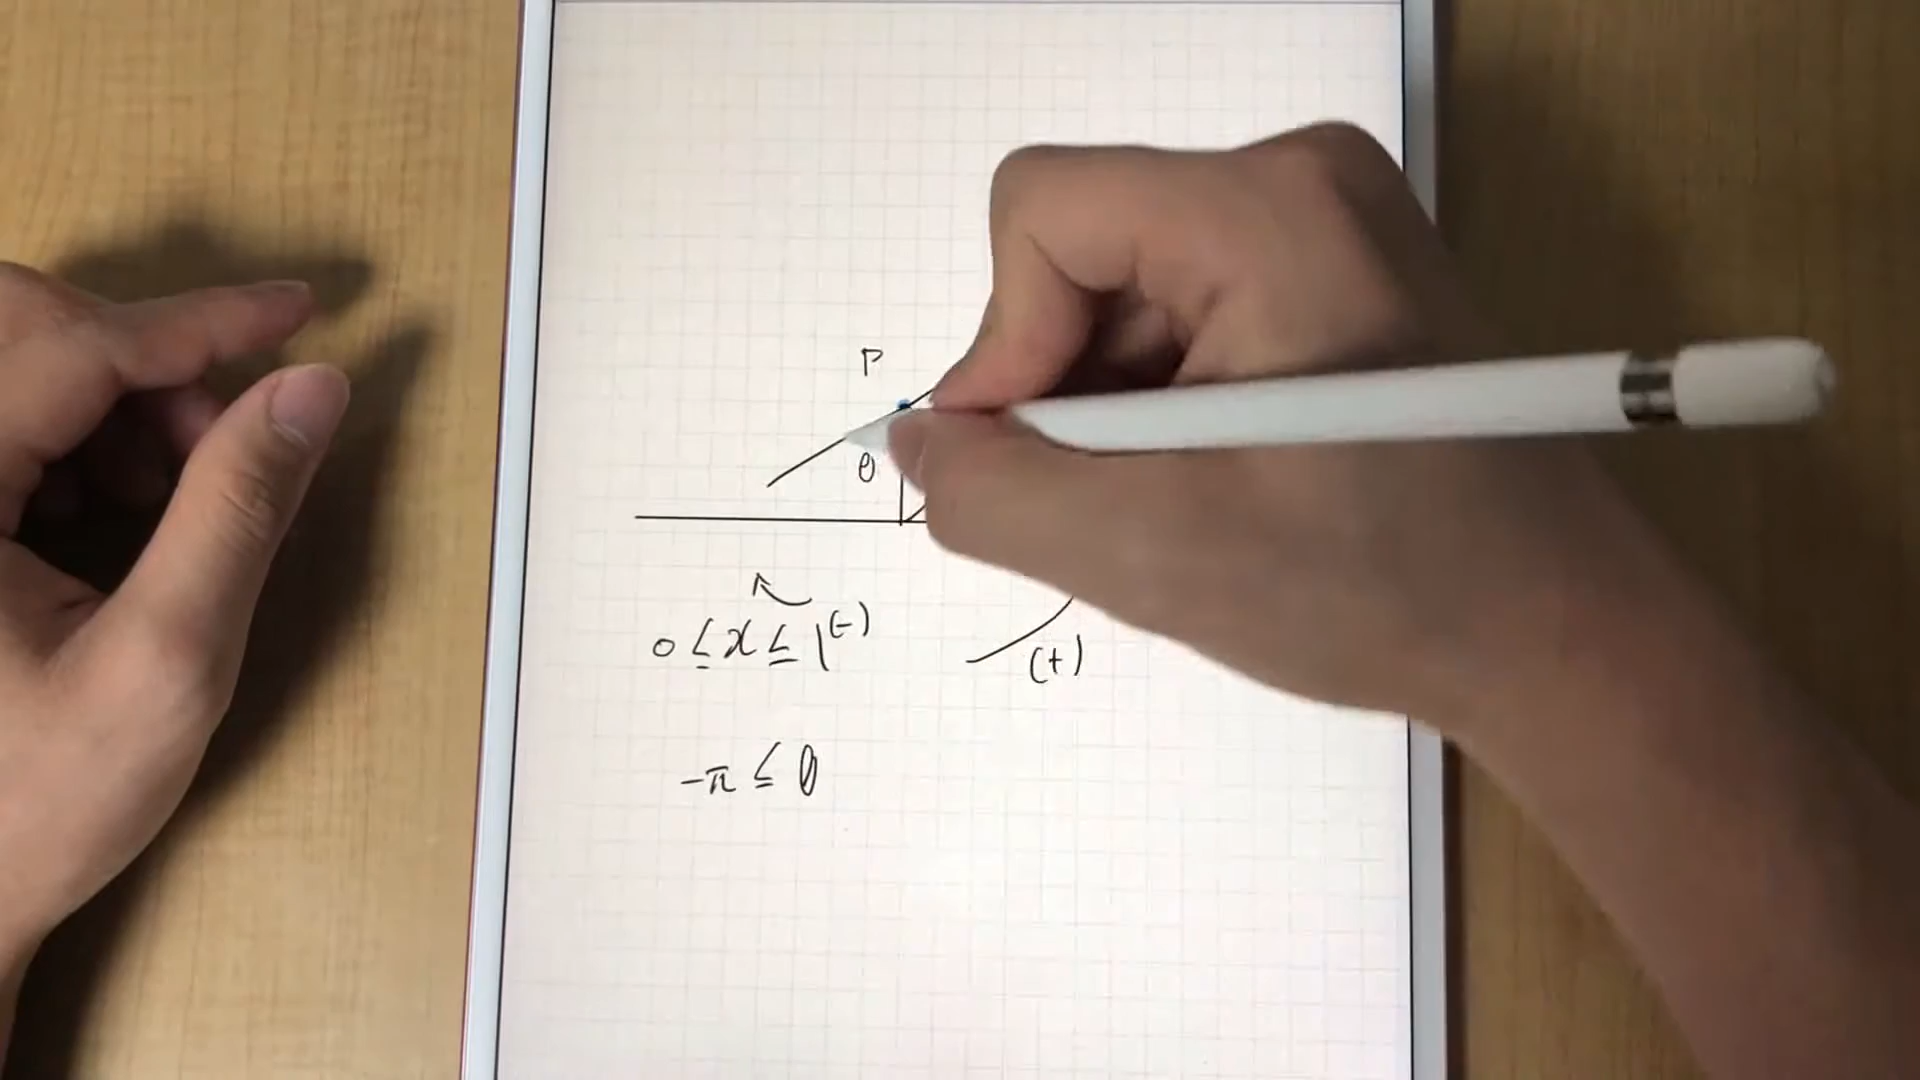 P
θ
0 ≤ x ≤ 1
(-)
(+)
-π ≤ θ